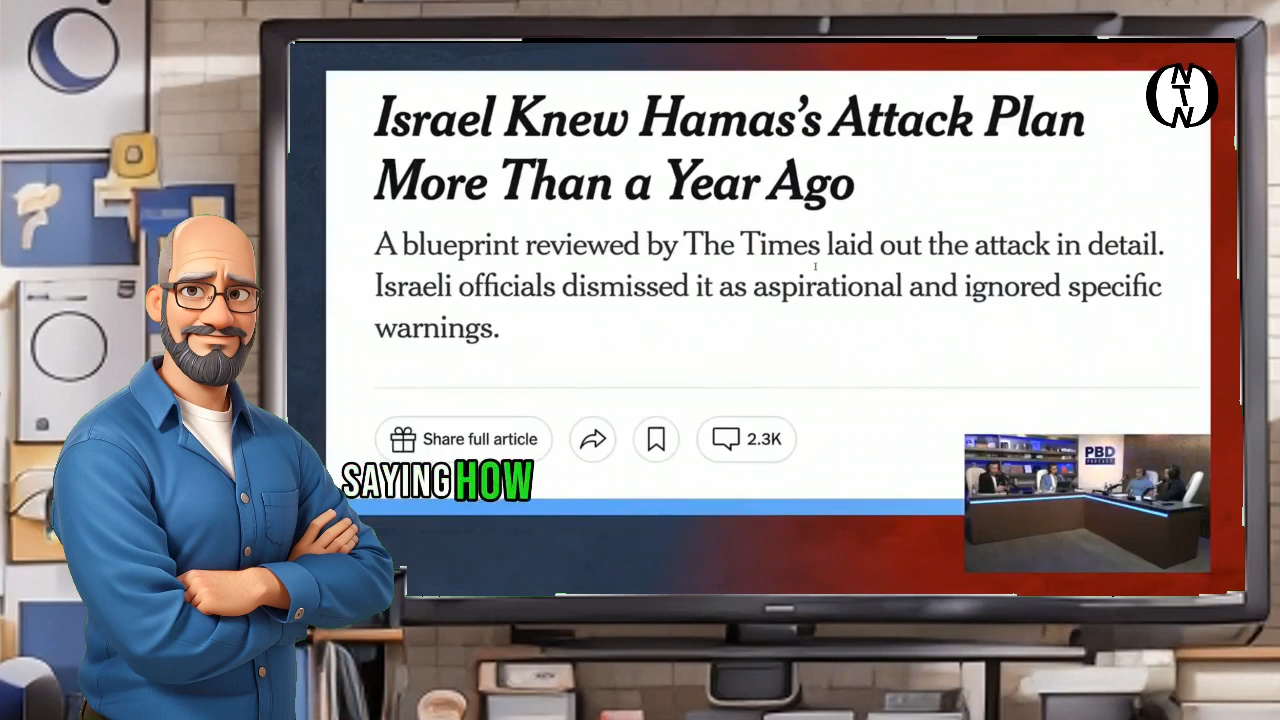 Israel Knew Hamas's Attack Plan
More Than a Year Ago
A blueprint reviewed by The Times laid out the attack in detail.
Israeli officials dismissed it as aspirational and ignored specific
warnings.
Share full article
2.3K
SAYING HOW
PBD
PODCAST
NTN